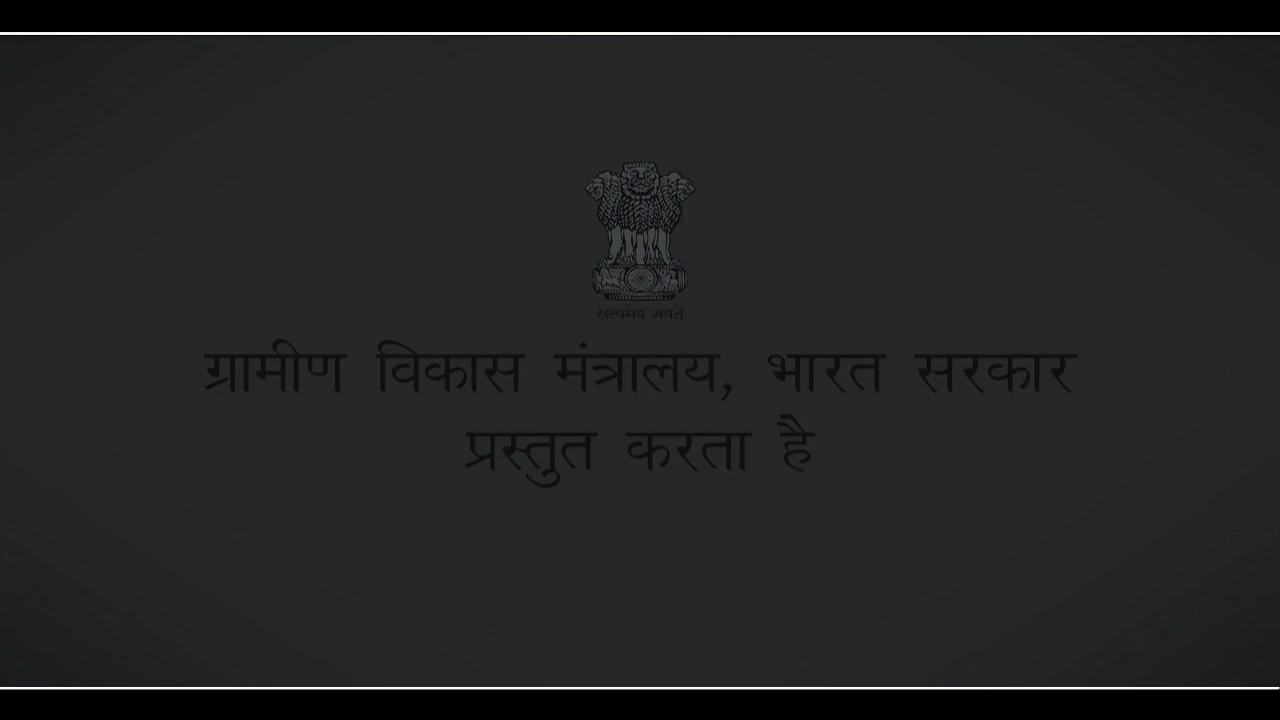 सत्यमेव जयते
ग्रामीण विकास मंत्रालय, भारत सरकार
प्रस्तुत करता है